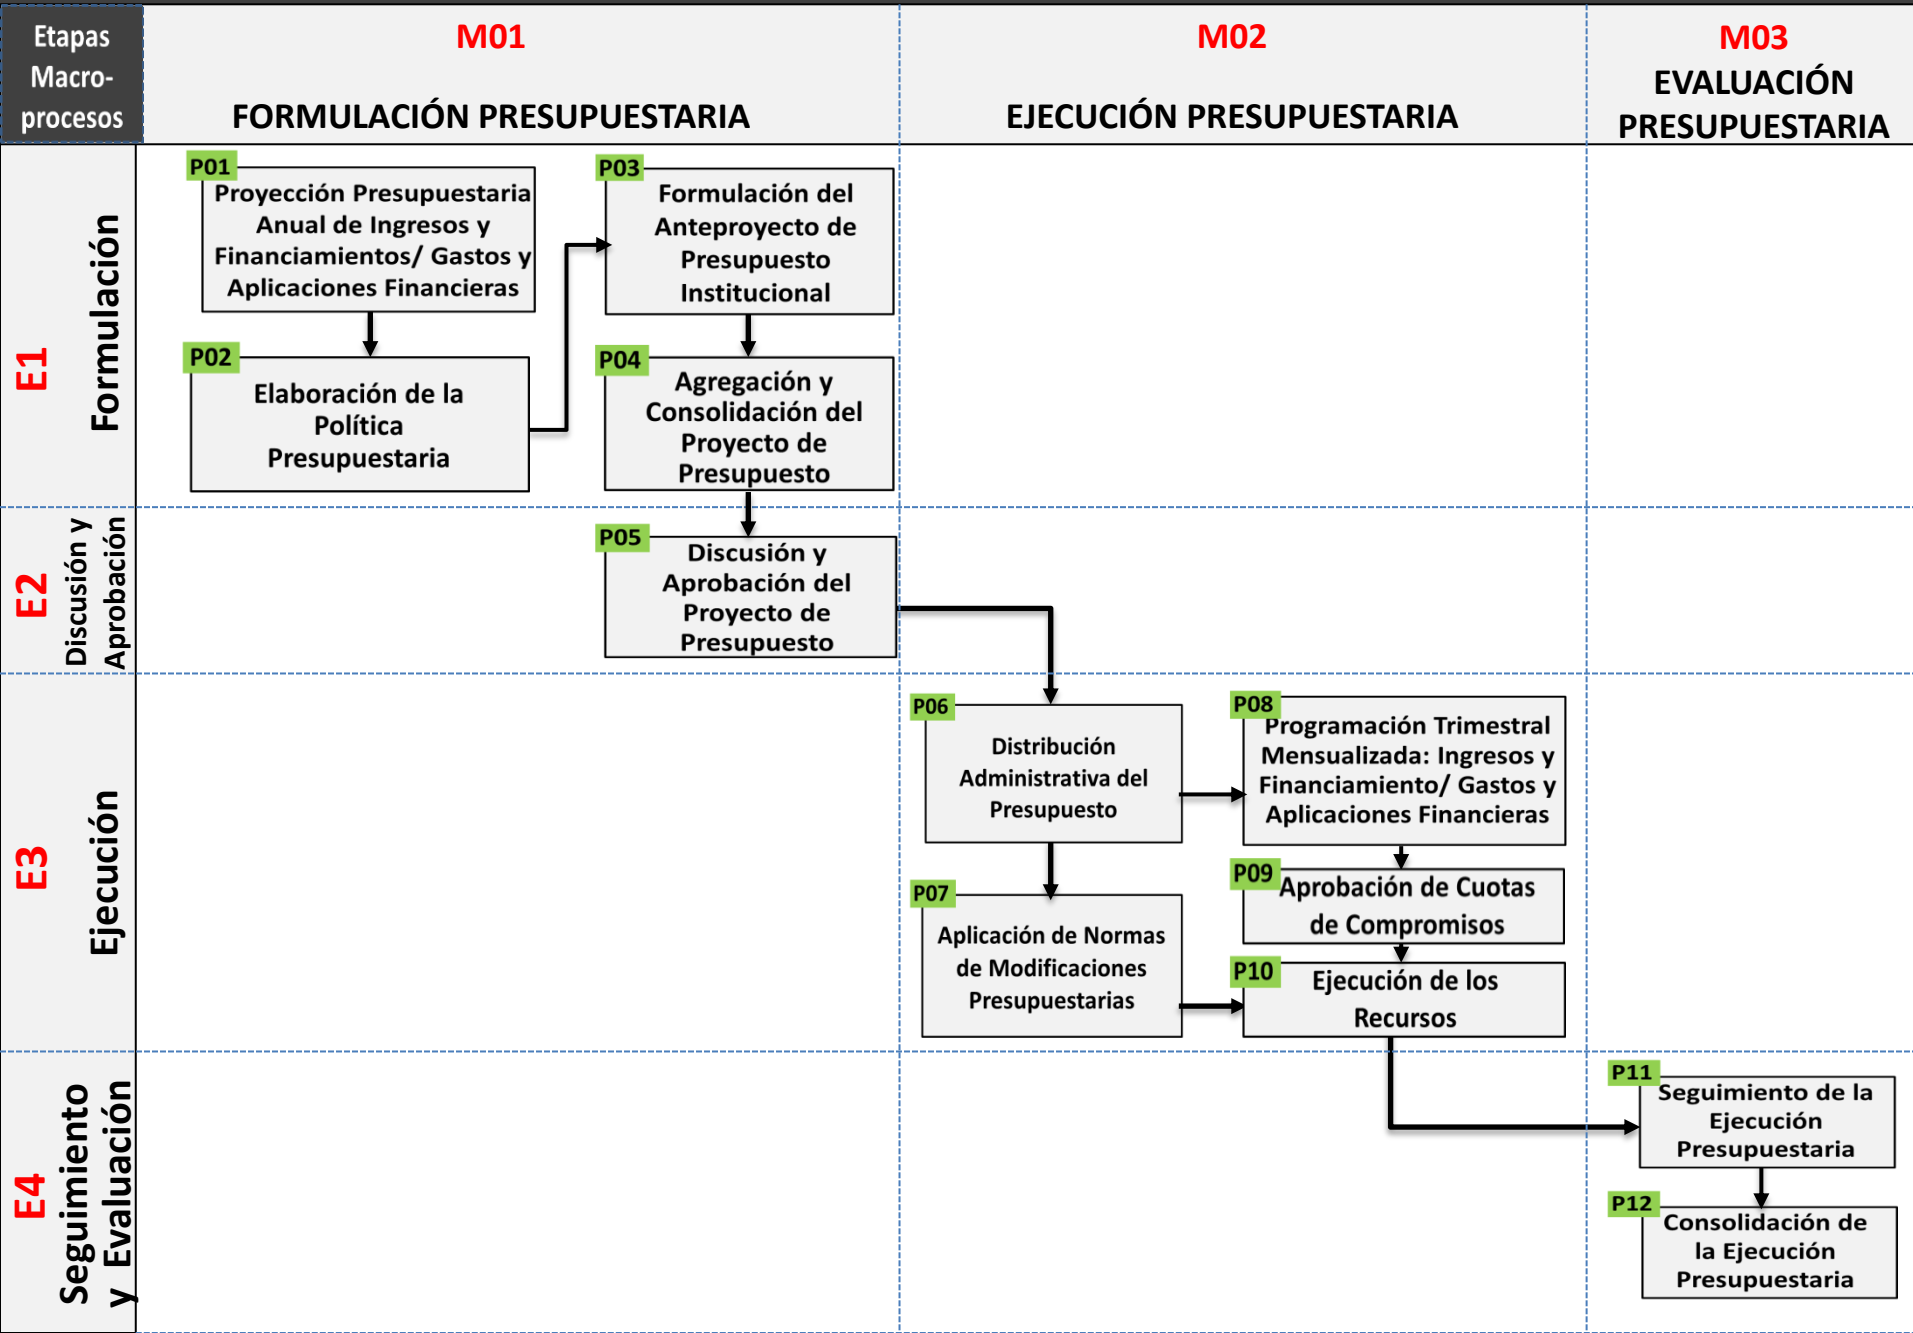 Etapas
Macro-
procesos
M01
FORMULACIÓN PRESUPUESTARIA
M02
EJECUCIÓN PRESUPUESTARIA
M03
EVALUACIÓN
PRESUPUESTARIA
E1
Formulación
P01
Proyección Presupuestaria
Anual de Ingresos y
Financiamientos/ Gastos y
Aplicaciones Financieras
P02
Elaboración de la
Política
Presupuestaria
P03
Formulación del
Anteproyecto de
Presupuesto
Institucional
P04
Agregación y
Consolidación del
Proyecto de
Presupuesto
E2
Discusión y
Aprobación
P05
Discusión y
Aprobación del
Proyecto de
Presupuesto
E3
Ejecución
P06
Distribución
Administrativa del
Presupuesto
P07
Aplicación de Normas
de Modificaciones
Presupuestarias
P08
Programación Trimestral
Mensualizada: Ingresos y
Financiamiento/ Gastos y
Aplicaciones Financieras
P09
Aprobación de Cuotas
de Compromisos
P10
Ejecución de los
Recursos
E4
Seguimiento
y Evaluación
P11
Seguimiento de la
Ejecución
Presupuestaria
P12
Consolidación de
la Ejecución
Presupuestaria